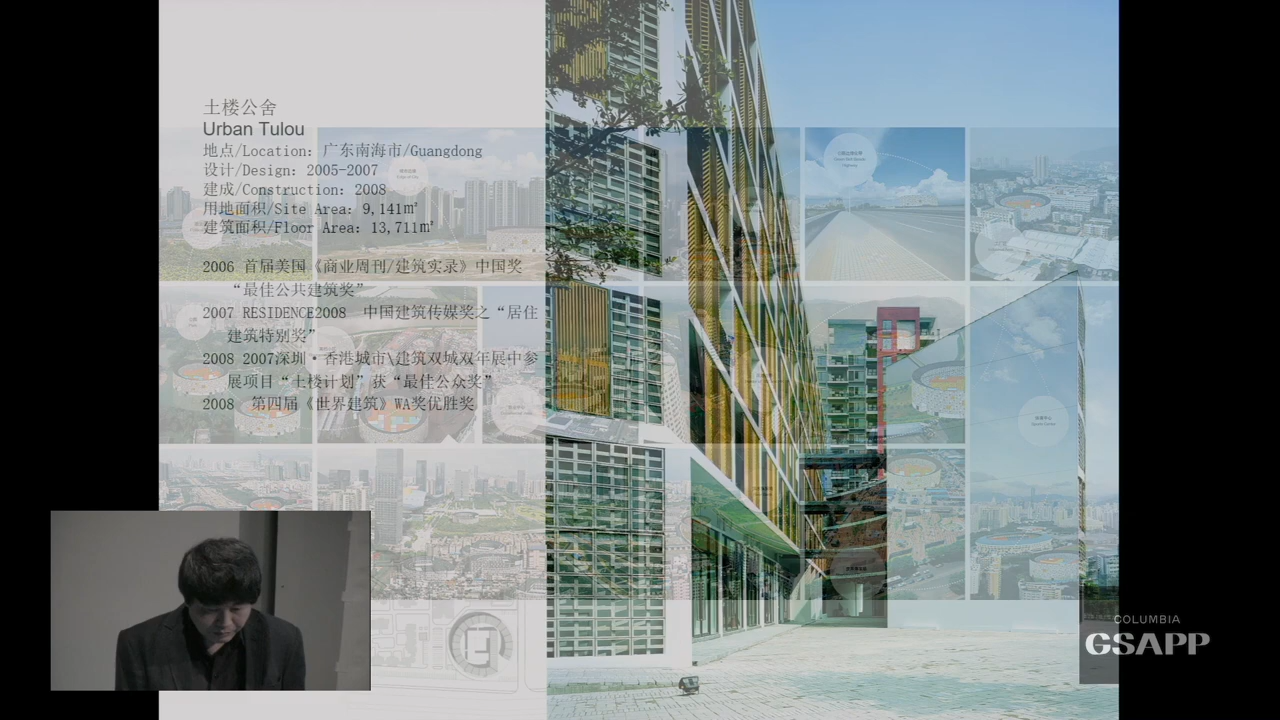 土楼公舍
Urban Tulou
地点/Location: 广东南海市/Guangdong
设计/Design: 2005-2007
建成/Construction: 2008
用地面积/Site Area: 9,141㎡
建筑面积/Floor Area: 13,711㎡
2006 首届美国《商业周刊/建筑实录》中国奖
“最佳公共建筑奖”
2007 RESIDENCE2008 中国建筑传媒奖之“居住
建筑特别奖”
2008 2007深圳·香港城市\建筑双城双年展中参
展项目“土楼计划”获“最佳公众奖”
2008 第四届《世界建筑》WA奖优胜奖
COLUMBIA
GSAPP